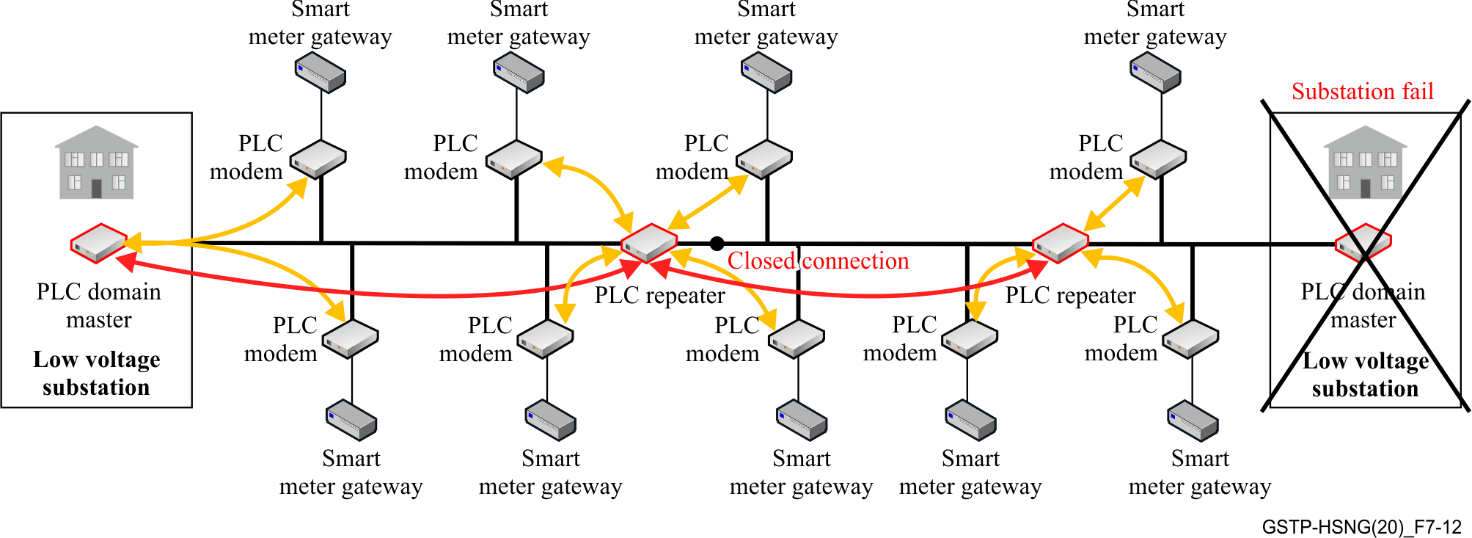 Smart
meter gateway
Smart
meter gateway
Smart
meter gateway
Smart
meter gateway
Substation fail
PLC
modem
PLC
modem
PLC
modem
PLC
modem
Closed connection
PLC domain
master
PLC repeater
PLC repeater
PLC domain
master
PLC
modem
PLC
modem
PLC
modem
PLC
modem
PLC
modem
Low voltage
substation
Low voltage
substation
Smart
meter gateway
Smart
meter gateway
Smart
meter gateway
Smart
meter gateway
Smart
meter gateway
GSTP-HSNG(20)_F7-12